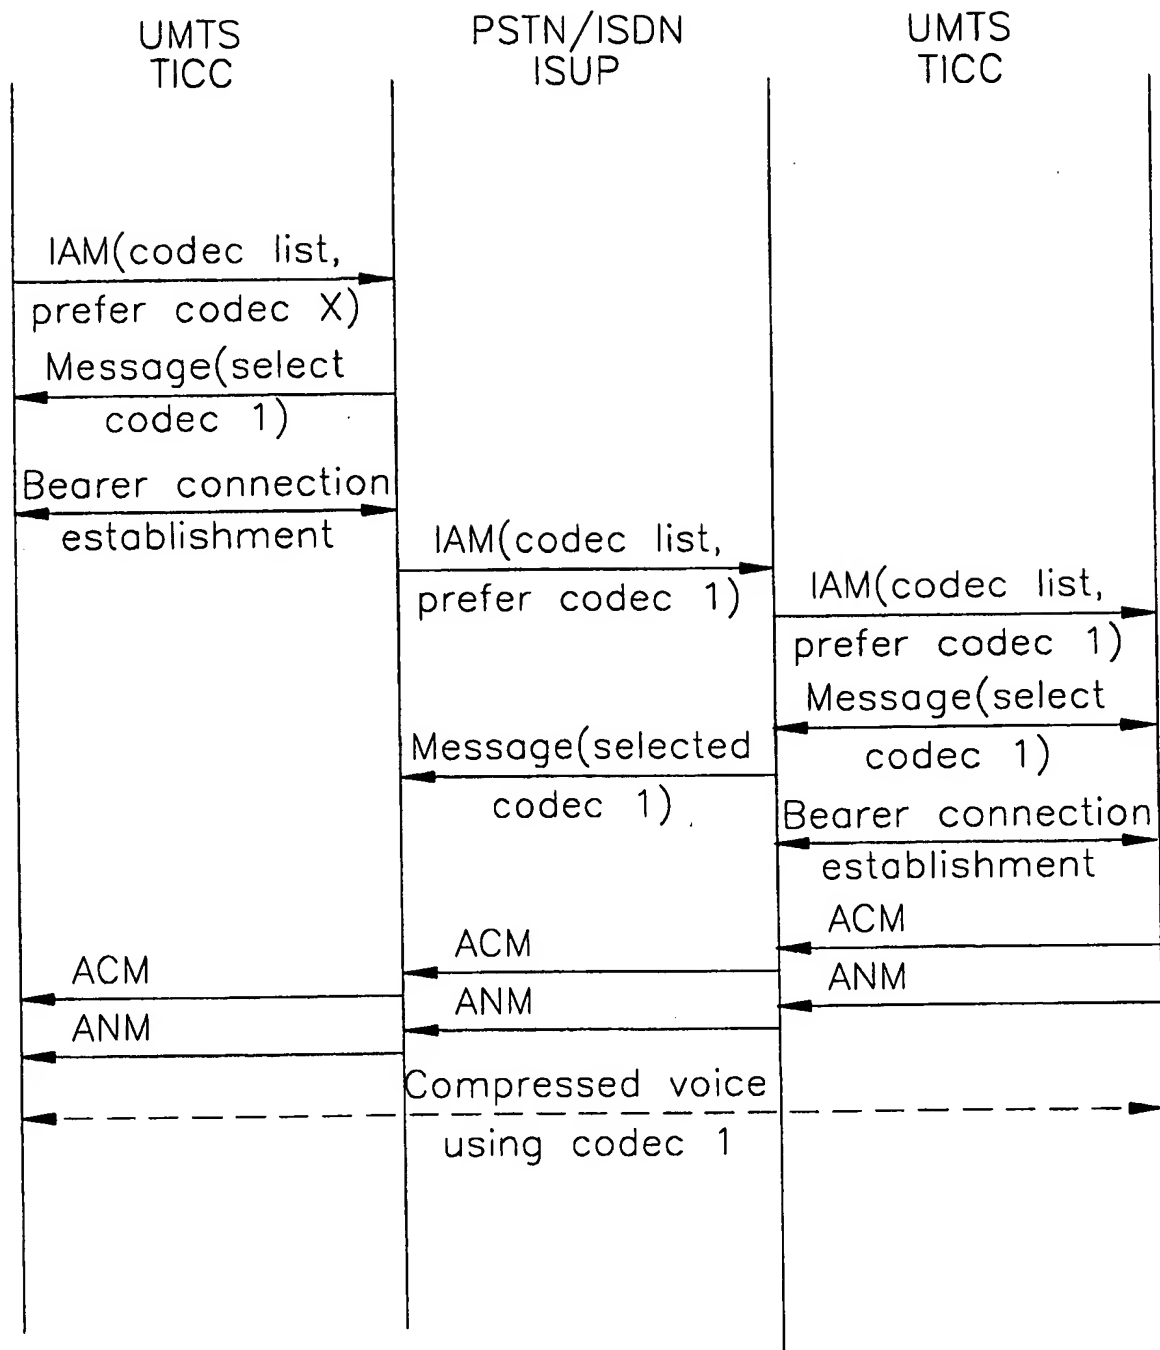 UMTS
TICC
PSTN/ISDN
ISUP
UMTS
TICC
IAM(codec list,
prefer codec X)
Message(select
codec 1)
Bearer connection
establishment
IAM(codec list,
prefer codec 1)
IAM(codec list,
prefer codec 1)
Message(select
codec 1)
Message(selected
codec 1)
Bearer connection
establishment
ACM
ACM
ACM
ANM
ANM
ANM
Compressed voice
using codec 1